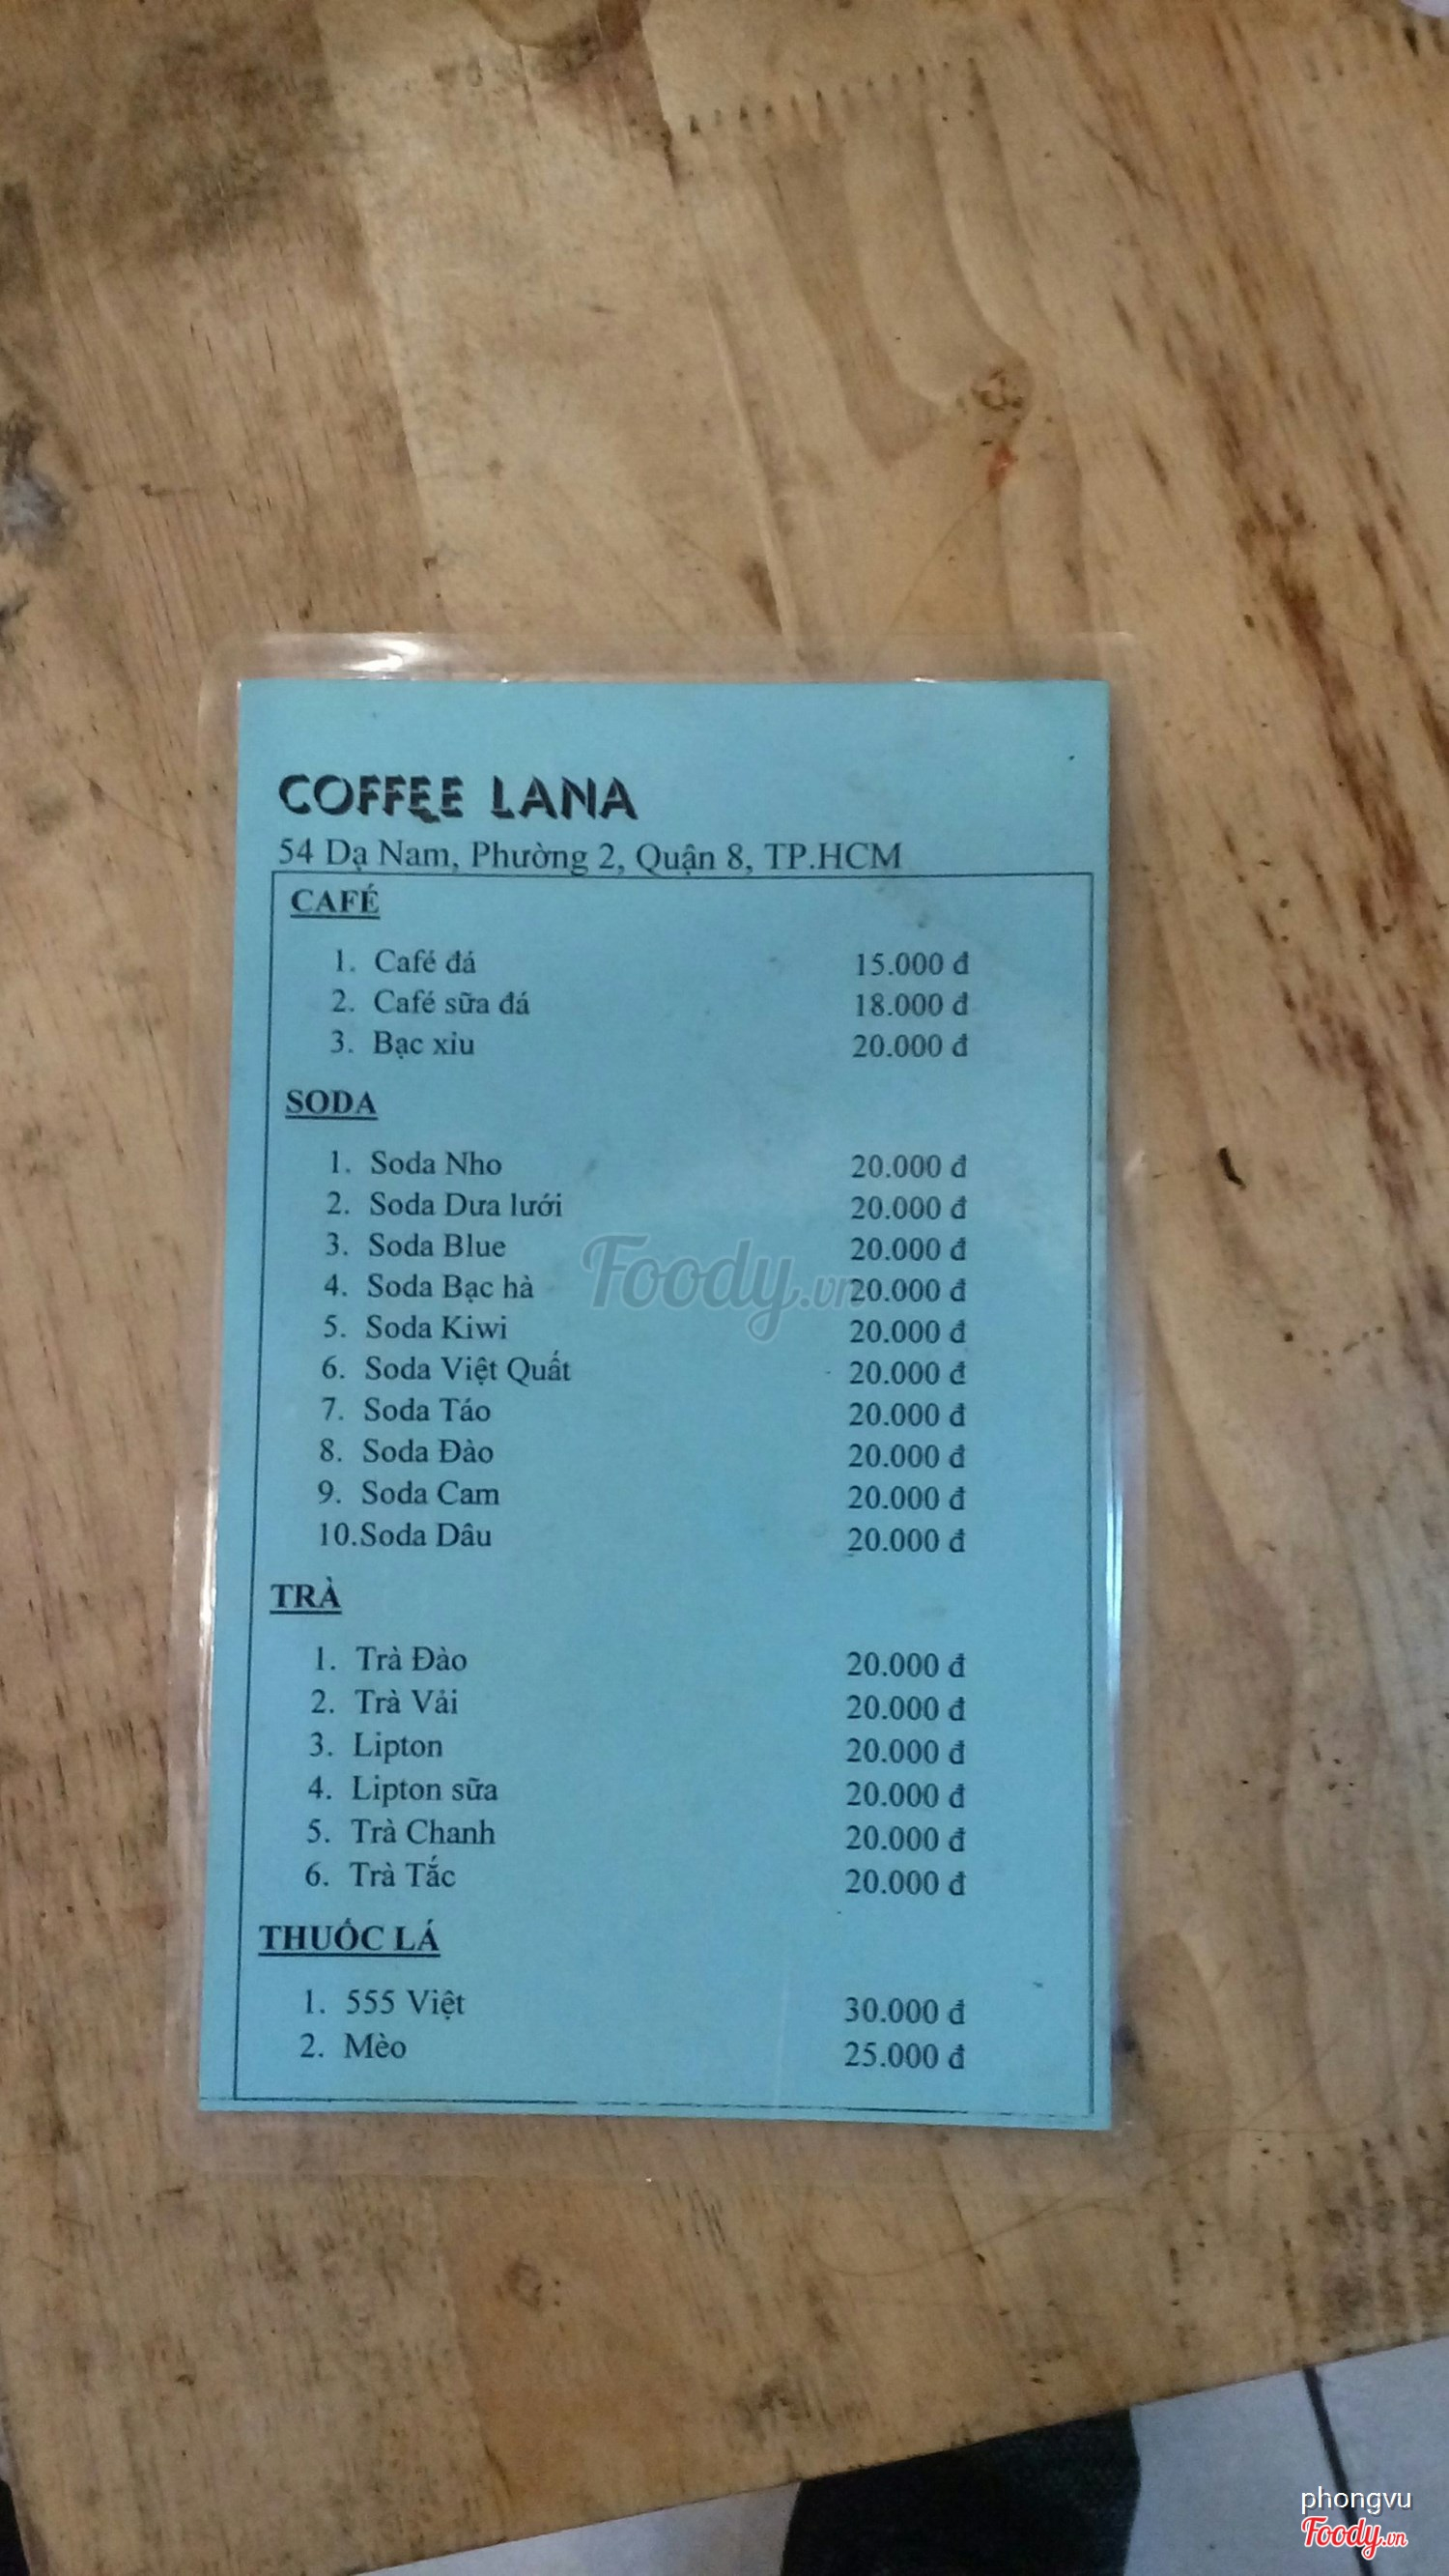 COFFEE LANA
54 Dạ Nam, Phường 2, Quận 8, TP.HCM
CAFÉ
1. Café đá 15.000 đ
2. Café sữa đá 18.000 đ
3. Bạc xiu 20.000 đ
SODA
1. Soda Nho 20.000 đ
2. Soda Dưa lưới 20.000 đ
3. Soda Blue 20.000 đ
4. Soda Bạc hà 20.000 đ
5. Soda Kiwi 20.000 đ
6. Soda Việt Quất 20.000 đ
7. Soda Táo 20.000 đ
8. Soda Đào 20.000 đ
9. Soda Cam 20.000 đ
10.Soda Dâu 20.000 đ
TRÀ
1. Trà Đào 20.000 đ
2. Trà Vải 20.000 đ
3. Lipton 20.000 đ
4. Lipton sữa 20.000 đ
5. Trà Chanh 20.000 đ
6. Trà Tắc 20.000 đ
THUỐC LÁ
1. 555 Việt 30.000 đ
2. Mèo 25.000 đ
Foody.vn
phongvu
Foody.vn